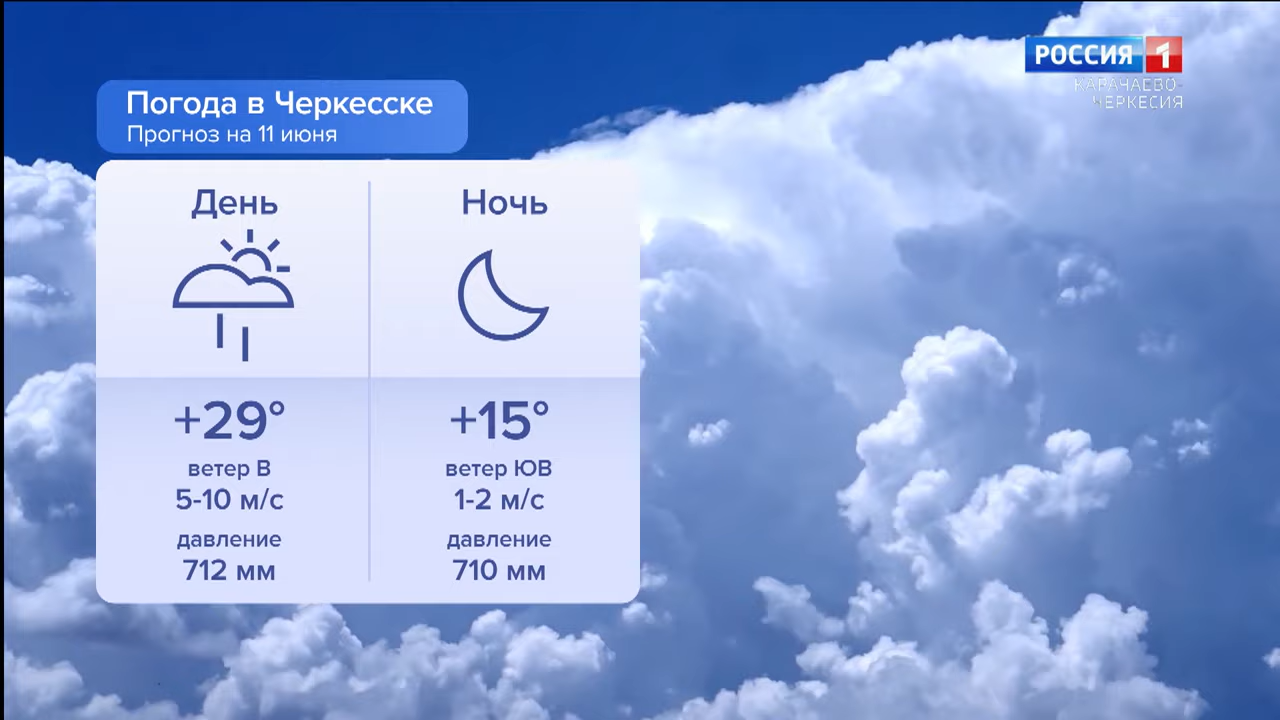 РОССИЯ 1
КАРАЧАЕВО-
ЧЕРКЕСИЯ
Погода в Черкесске
Прогноз на 11 июня
День
+29°
ветер В
5-10 м/с
давление
712 мм
Ночь
+15°
ветер ЮВ
1-2 м/с
давление
710 мм